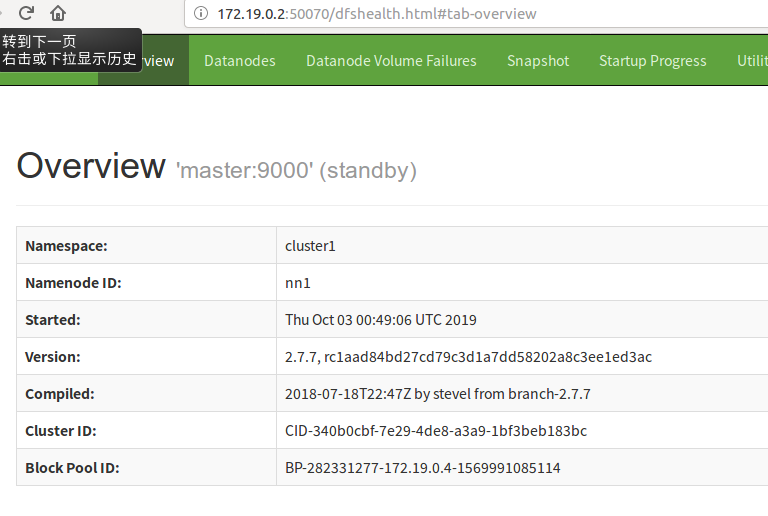 172.19.0.2:50070/dfshealth.html#tab-overview
转到下一页
右击或下拉显示历史
rview Datanodes Datanode Volume Failures Snapshot Startup Progress Utilit
Overview 'master:9000' (standby)
Namespace: cluster1
Namenode ID: nn1
Started: Thu Oct 03 00:49:06 UTC 2019
Version: 2.7.7, rc1aad84bd27cd79c3d1a7dd58202a8c3ee1ed3ac
Compiled: 2018-07-18T22:47Z by stevel from branch-2.7.7
Cluster ID: CID-340b0cbf-7e29-4de8-a3a9-1bf3beb183bc
Block Pool ID: BP-282331277-172.19.0.4-1569991085114